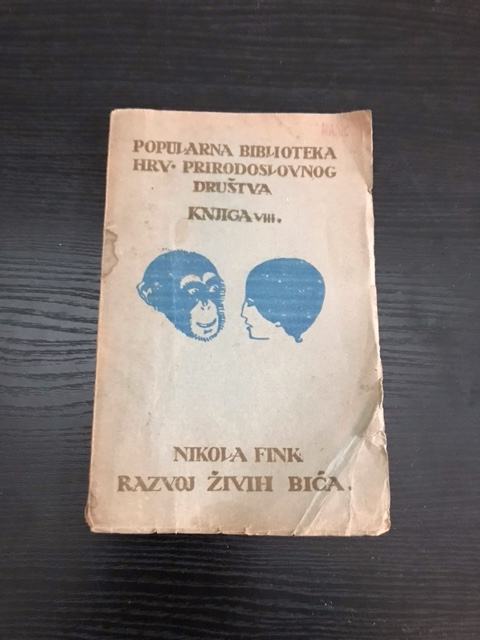 POPULARNA BIBLIOTEKA
HRV. PRIRODOSLOVNOG
DRUŠTVA
KNJIGA VIII.
NIKOLA FINK
RAZVOJ ŽIVIH BIĆA.